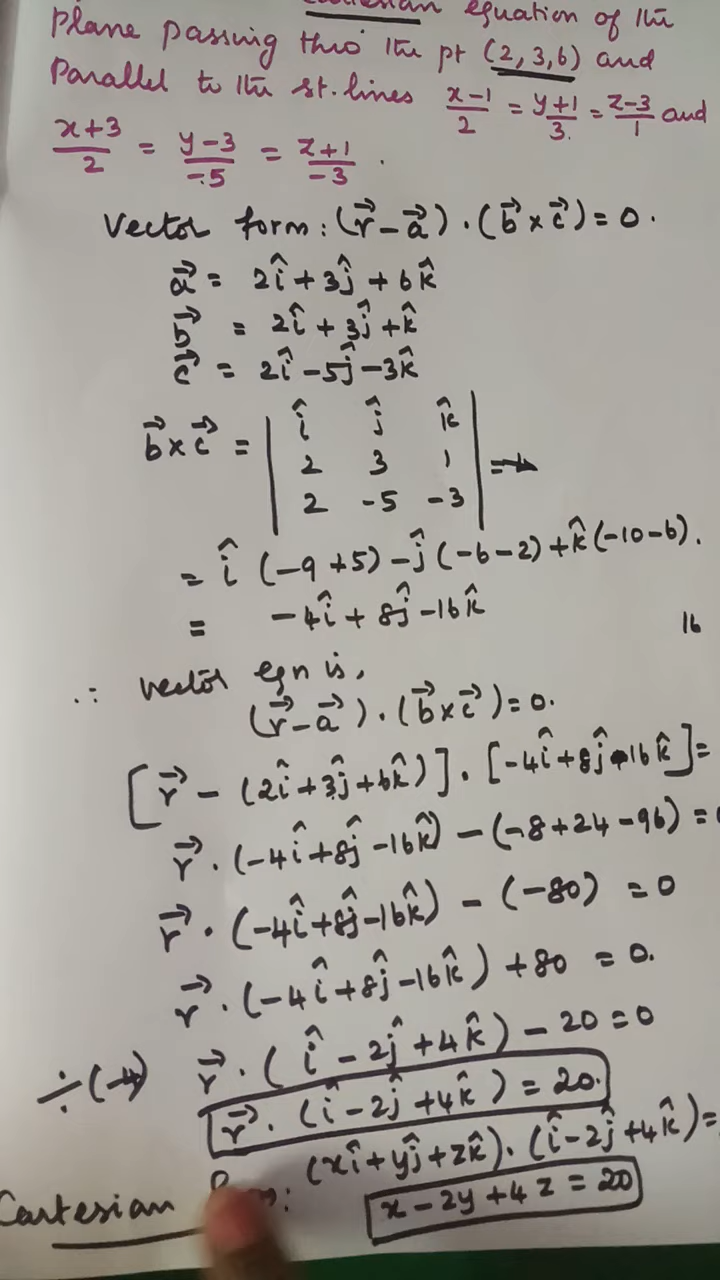 equation of the
Plane passing thro' the pt (2, 3, 6) and
Parallel to the st. lines x-1/2 = y+1/3 = z-3/1 and
x+3/2 = y-3/-5 = z+1/-3 .
Vector form: (r⃗ - a⃗) . (b⃗ × c⃗) = 0.
a⃗ = 2î + 3ĵ + 6k̂
b⃗ = 2î + 3ĵ + k̂
c⃗ = 2î - 5ĵ - 3k̂
b⃗ × c⃗ = | î ĵ k̂ |
| 2 3 1 | =
| 2 -5 -3 |
= î (-9 + 5) - ĵ (-6 - 2) + k̂ (-10 - 6).
= -4î + 8ĵ - 16k̂
16
∴ vector eqn is,
(r⃗ - a⃗) . (b⃗ × c⃗) = 0.
[r⃗ - (2î + 3ĵ + 6k̂)] . [-4î + 8ĵ - 16k̂] =
r⃗ . (-4î + 8ĵ - 16k̂) - (-8 + 24 - 96) = 0
r⃗ . (-4î + 8ĵ - 16k̂) - (-80) = 0
r⃗ . (-4î + 8ĵ - 16k̂) + 80 = 0.
÷(-4) r⃗ . (î - 2ĵ + 4k̂) - 20 = 0
r⃗ . (î - 2ĵ + 4k̂) = 20.
(xî + yĵ + zk̂) . (î - 2ĵ + 4k̂) =
Cartesian : x - 2y + 4z = 20